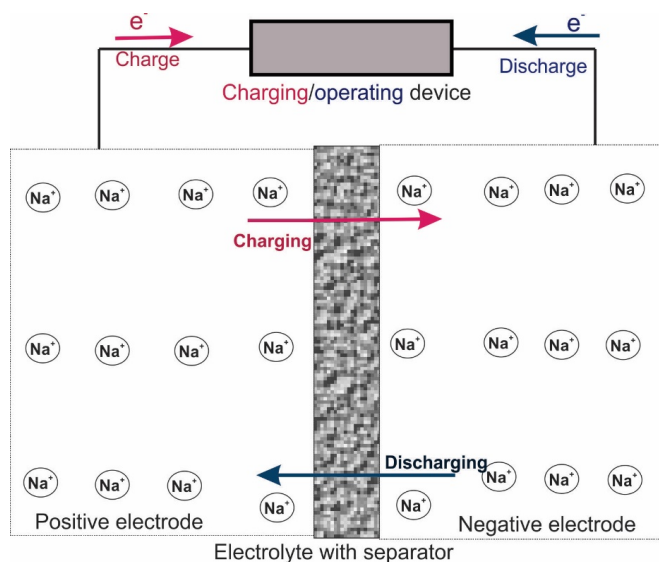 e⁻ e⁻
Charge Discharge
Charging/operating device
Na⁺ Na⁺ Na⁺ Na⁺ Na⁺ Na⁺ Na⁺ Na⁺
Charging
Na⁺ Na⁺ Na⁺ Na⁺ Na⁺ Na⁺ Na⁺ Na⁺
Discharging
Na⁺ Na⁺ Na⁺ Na⁺ Na⁺ Na⁺
Na⁺ Na⁺
Positive electrode Negative electrode
Electrolyte with separator